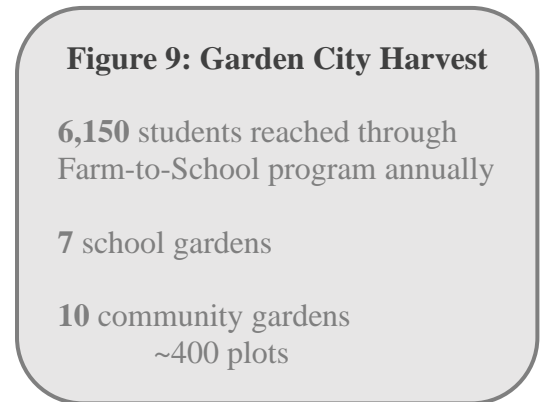 Figure 9: Garden City Harvest
6,150 students reached through
Farm-to-School program annually
7 school gardens
10 community gardens
~400 plots